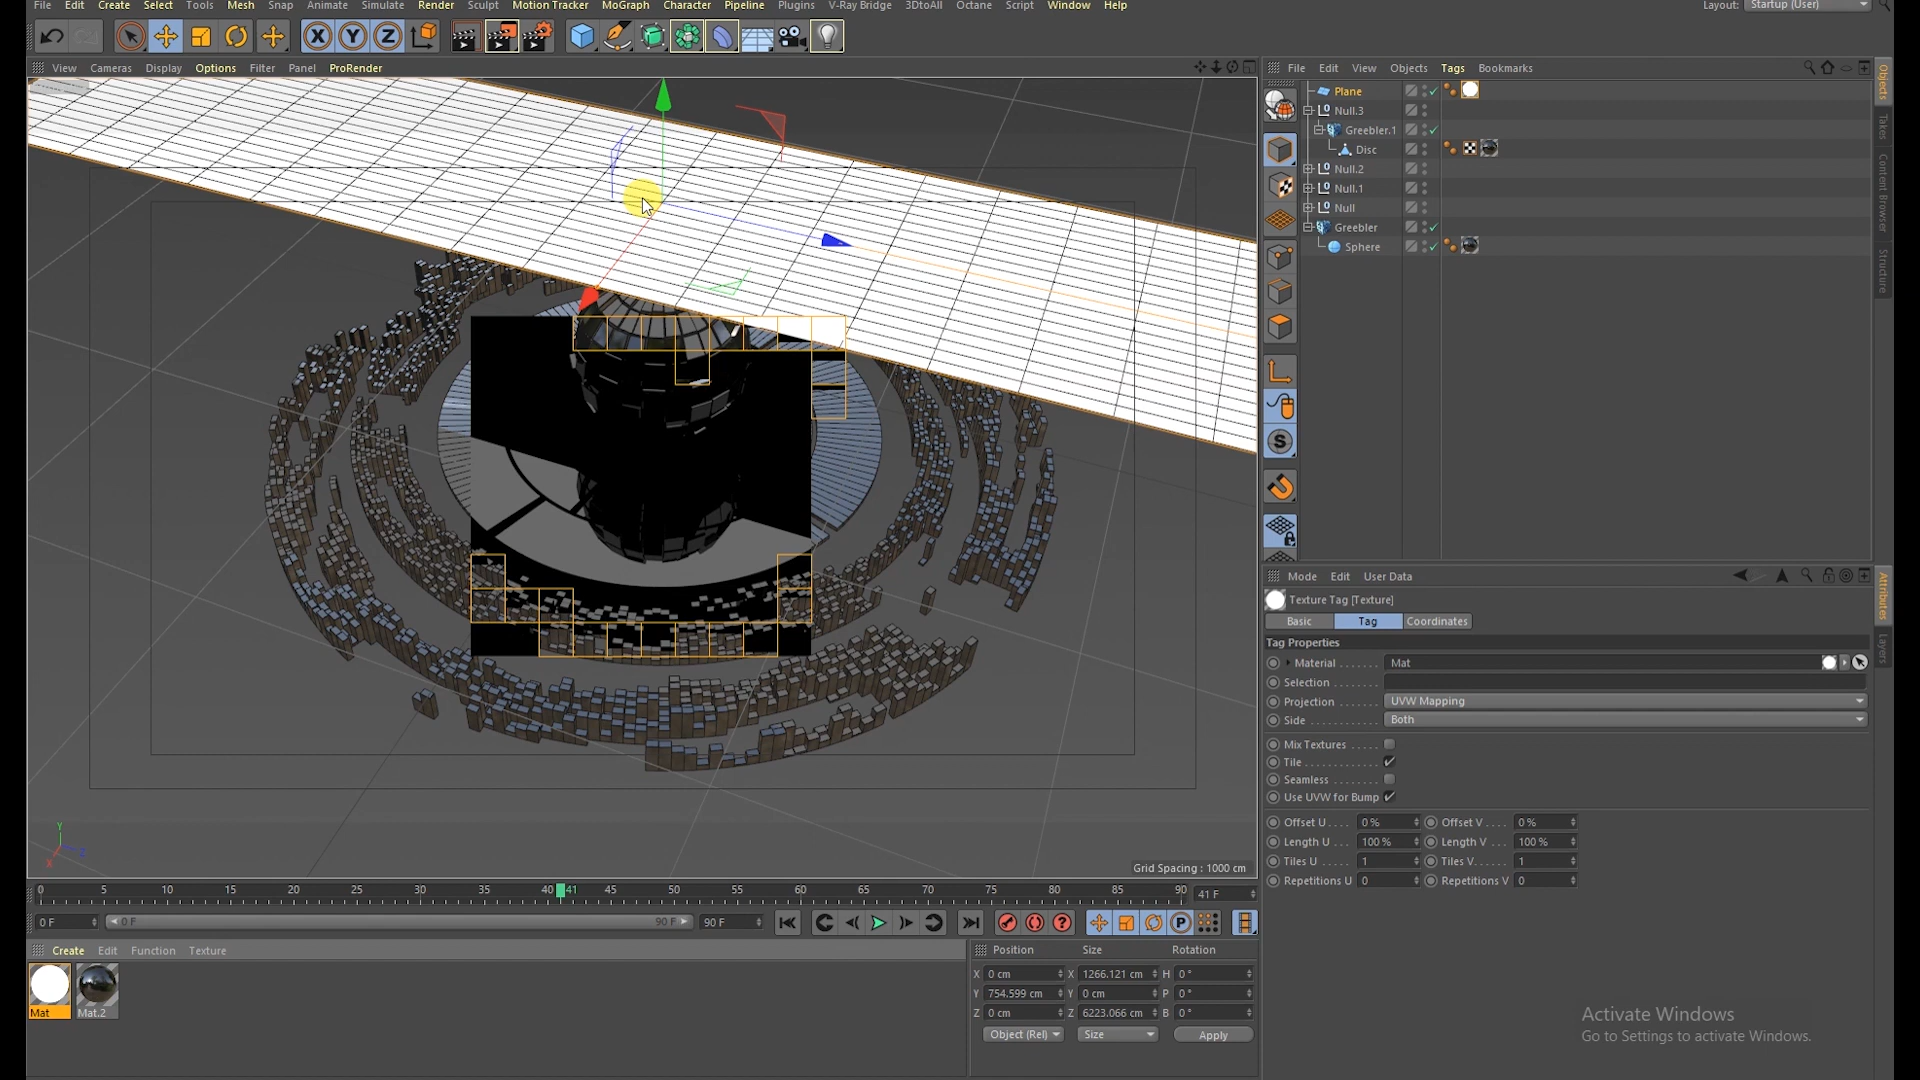 File Edit Create Select Tools Mesh Snap Animate Simulate Render Sculpt Motion Tracker MoGraph Character Pipeline Plugins V-Ray Bridge 3DtoAll Octane Script Window Help Layout: Startup (User)
View Cameras Display Options Filter Panel ProRender
File Edit View Objects Tags Bookmarks
Plane
Null.3
Greebler.1
Disc
Null.2
Null.1
Null
Greebler
Sphere
Objects
Takes
Content Browser
Structure
Grid Spacing : 1000 cm
Mode Edit User Data
Texture Tag [Texture]
Basic Tag Coordinates
Tag Properties
Material . . . . . . . Mat
Selection . . . . . . .
Projection . . . . . . UVW Mapping
Side . . . . . . . . . . . Both
Mix Textures . . . . .
Tile . . . . . . . . . . . .
Seamless . . . . . . . .
Use UVW for Bump
Offset U . . . . 0 % Offset V . . . . 0 %
Length U . . . 100 % Length V . . . 100 %
Tiles U . . . . . 1 Tiles V. . . . . . 1
Repetitions U 0 Repetitions V 0
Attributes
Layers
0 5 10 15 20 25 30 35 40 41 45 50 55 60 65 70 75 80 85 90 41 F
0 F 0 F 90 F 90 F
Create Edit Function Texture
Mat Mat.2
Position Size Rotation
X 0 cm X 1266.121 cm H 0 °
Y 754.599 cm Y 0 cm P 0 °
Z 0 cm Z 6223.066 cm B 0 °
Object (Rel) Size Apply
Activate Windows
Go to Settings to activate Windows.